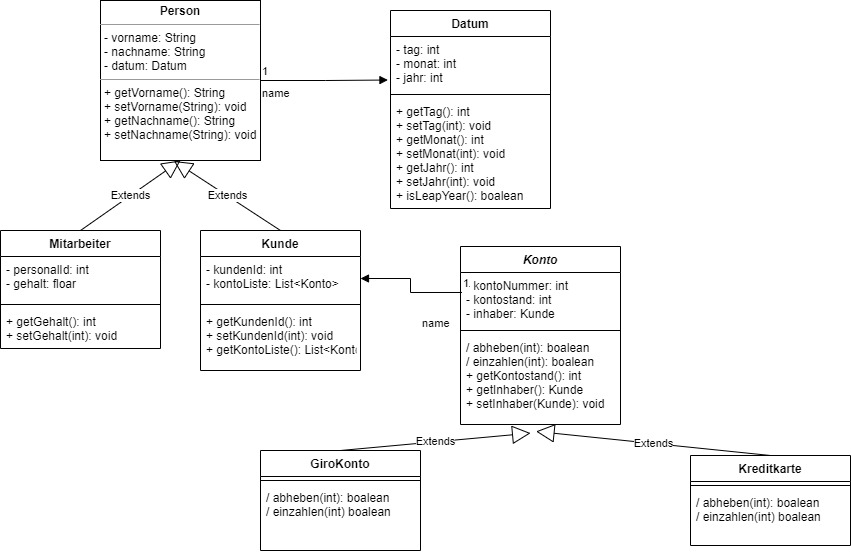 Person
- vorname: String
- nachname: String
- datum: Datum
+ getVorname(): String
+ setVorname(String): void
+ getNachname(): String
+ setNachname(String): void
1
name
Datum
- tag: int
- monat: int
- jahr: int
+ getTag(): int
+ setTag(int): void
+ getMonat(): int
+ setMonat(int): void
+ getJahr(): int
+ setJahr(int): void
+ isLeapYear(): boalean
Extends
Extends
Mitarbeiter
- personalId: int
- gehalt: floar
+ getGehalt(): int
+ setGehalt(int): void
Kunde
- kundenId: int
- kontoListe: List<Konto>
+ getKundenId(): int
+ setKundenId(int): void
+ getKontoListe(): List<Konto
1
name
Konto
kontoNummer: int
- kontostand: int
- inhaber: Kunde
/ abheben(int): boalean
/ einzahlen(int): boalean
+ getKontostand(): int
+ getInhaber(): Kunde
+ setInhaber(Kunde): void
Extends
Extends
GiroKonto
/ abheben(int): boalean
/ einzahlen(int) boalean
Kreditkarte
/ abheben(int): boalean
/ einzahlen(int) boalean